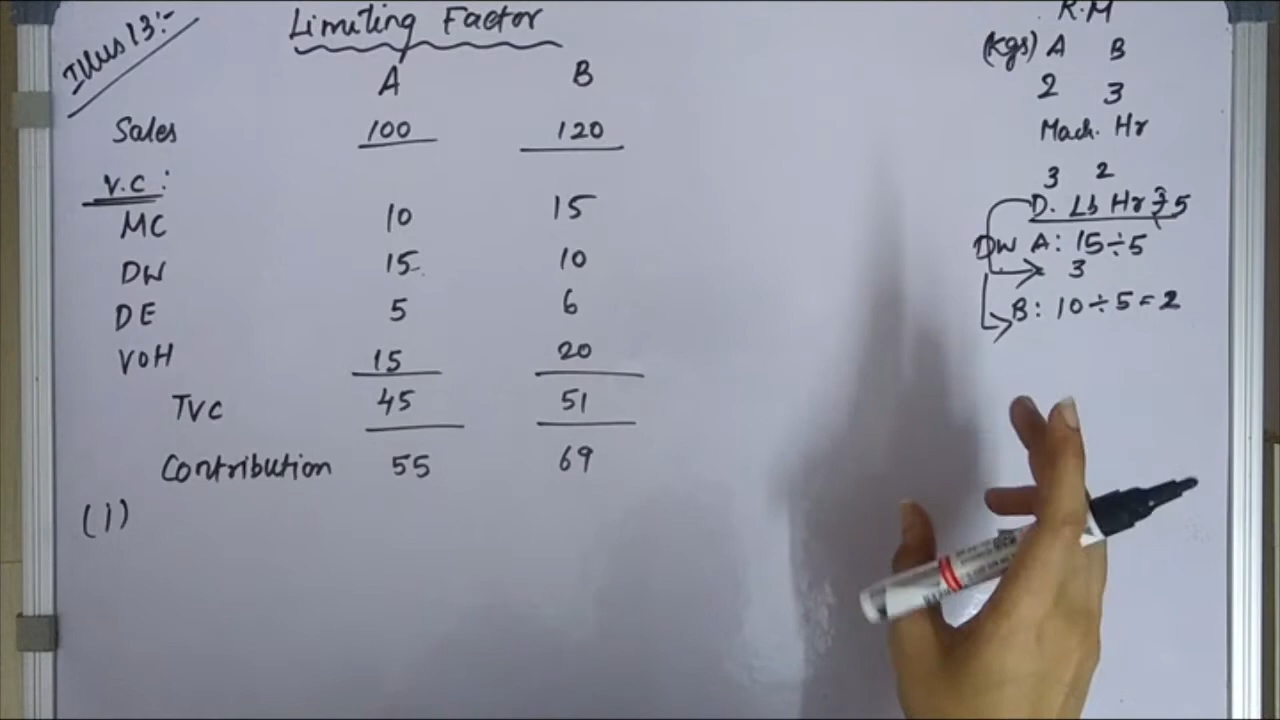 Illus 13:-
Limiting Factor
A B
Sales 100 120
V.C :
MC 10 15
DW 15 10
DE 5 6
VOH 15 20
TVC 45 51
Contribution 55 69
(1)
R.M
(kgs) A B
2 3
Mach. Hr
3 2
D. Lb Hr ₹5
DW A: 15÷5
3
B: 10÷5=2